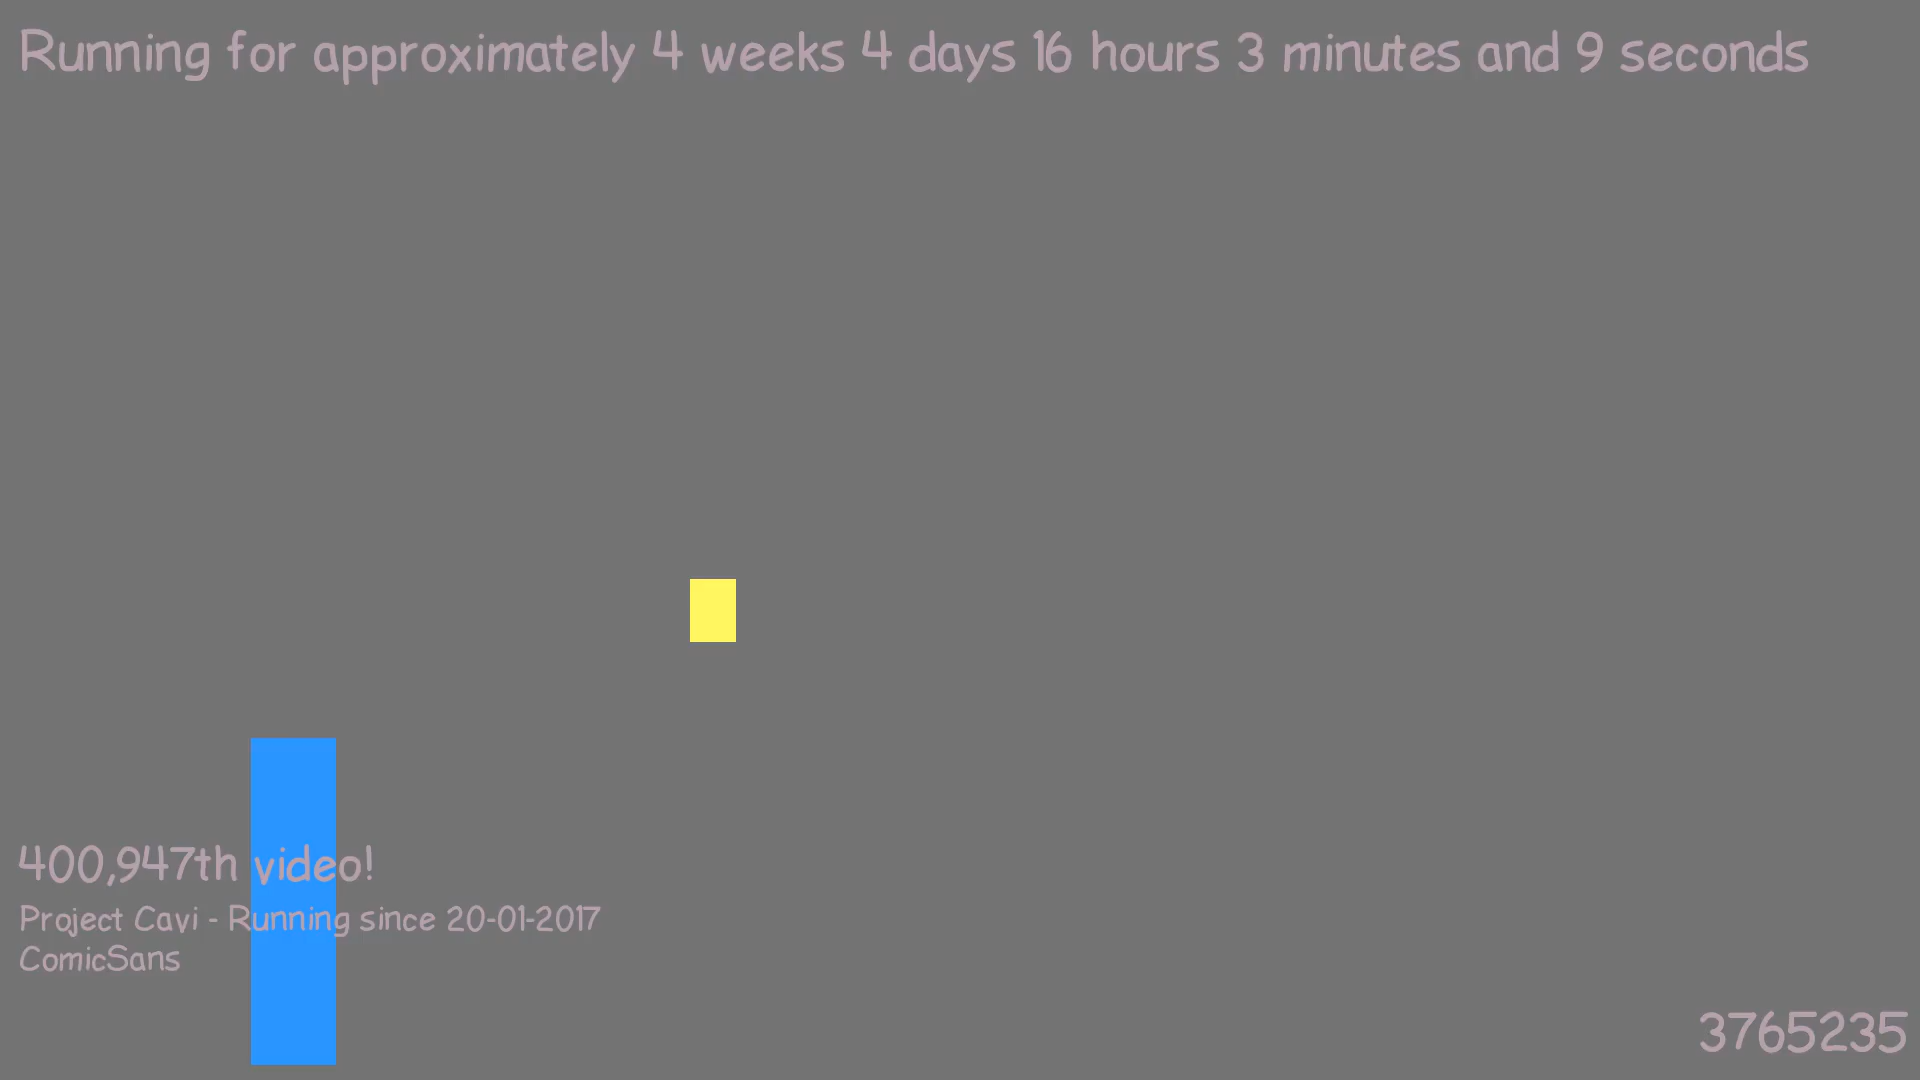 Running for approximately 4 weeks 4 days 16 hours 3 minutes and 9 seconds
400,947th video!
Project Cavi - Running since 20-01-2017
ComicSans
3765235